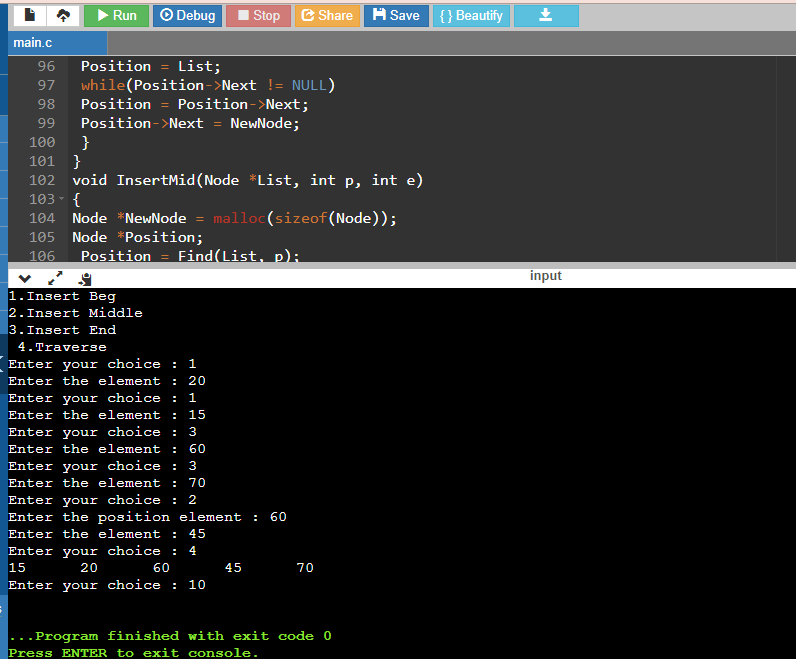 Run Debug Stop Share Save { } Beautify
main.c
96 Position = List;
97 while(Position->Next != NULL)
98 Position = Position->Next;
99 Position->Next = NewNode;
100 }
101 }
102 void InsertMid(Node *List, int p, int e)
103 {
104 Node *NewNode = malloc(sizeof(Node));
105 Node *Position;
106 Position = Find(List, p);
input
1.Insert Beg
2.Insert Middle
3.Insert End
4.Traverse
Enter your choice : 1
Enter the element : 20
Enter your choice : 1
Enter the element : 15
Enter your choice : 3
Enter the element : 60
Enter your choice : 3
Enter the element : 70
Enter your choice : 2
Enter the position element : 60
Enter the element : 45
Enter your choice : 4
15 20 60 45 70
Enter your choice : 10
...Program finished with exit code 0
Press ENTER to exit console.